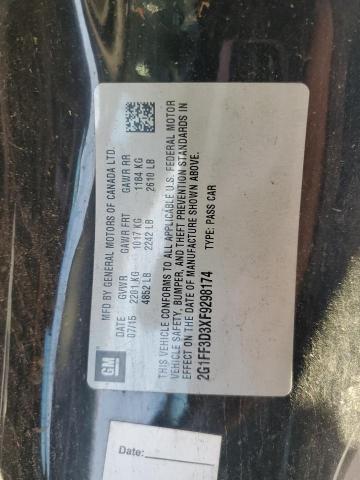 GM
MFD BY GENERAL MOTORS OF CANADA LTD.
DATE GVWR GAWR FRT GAWR RR
07/15 2201 KG 1017 KG 1184 KG
4852 LB 2242 LB 2610 LB
THIS VEHICLE CONFORMS TO ALL APPLICABLE U.S. FEDERAL MOTOR
VEHICLE SAFETY, BUMPER, AND THEFT PREVENTION STANDARDS IN
EFFECT ON THE DATE OF MANUFACTURE SHOWN ABOVE.
2G1FF3D3XF9298174 TYPE: PASS CAR
Date: